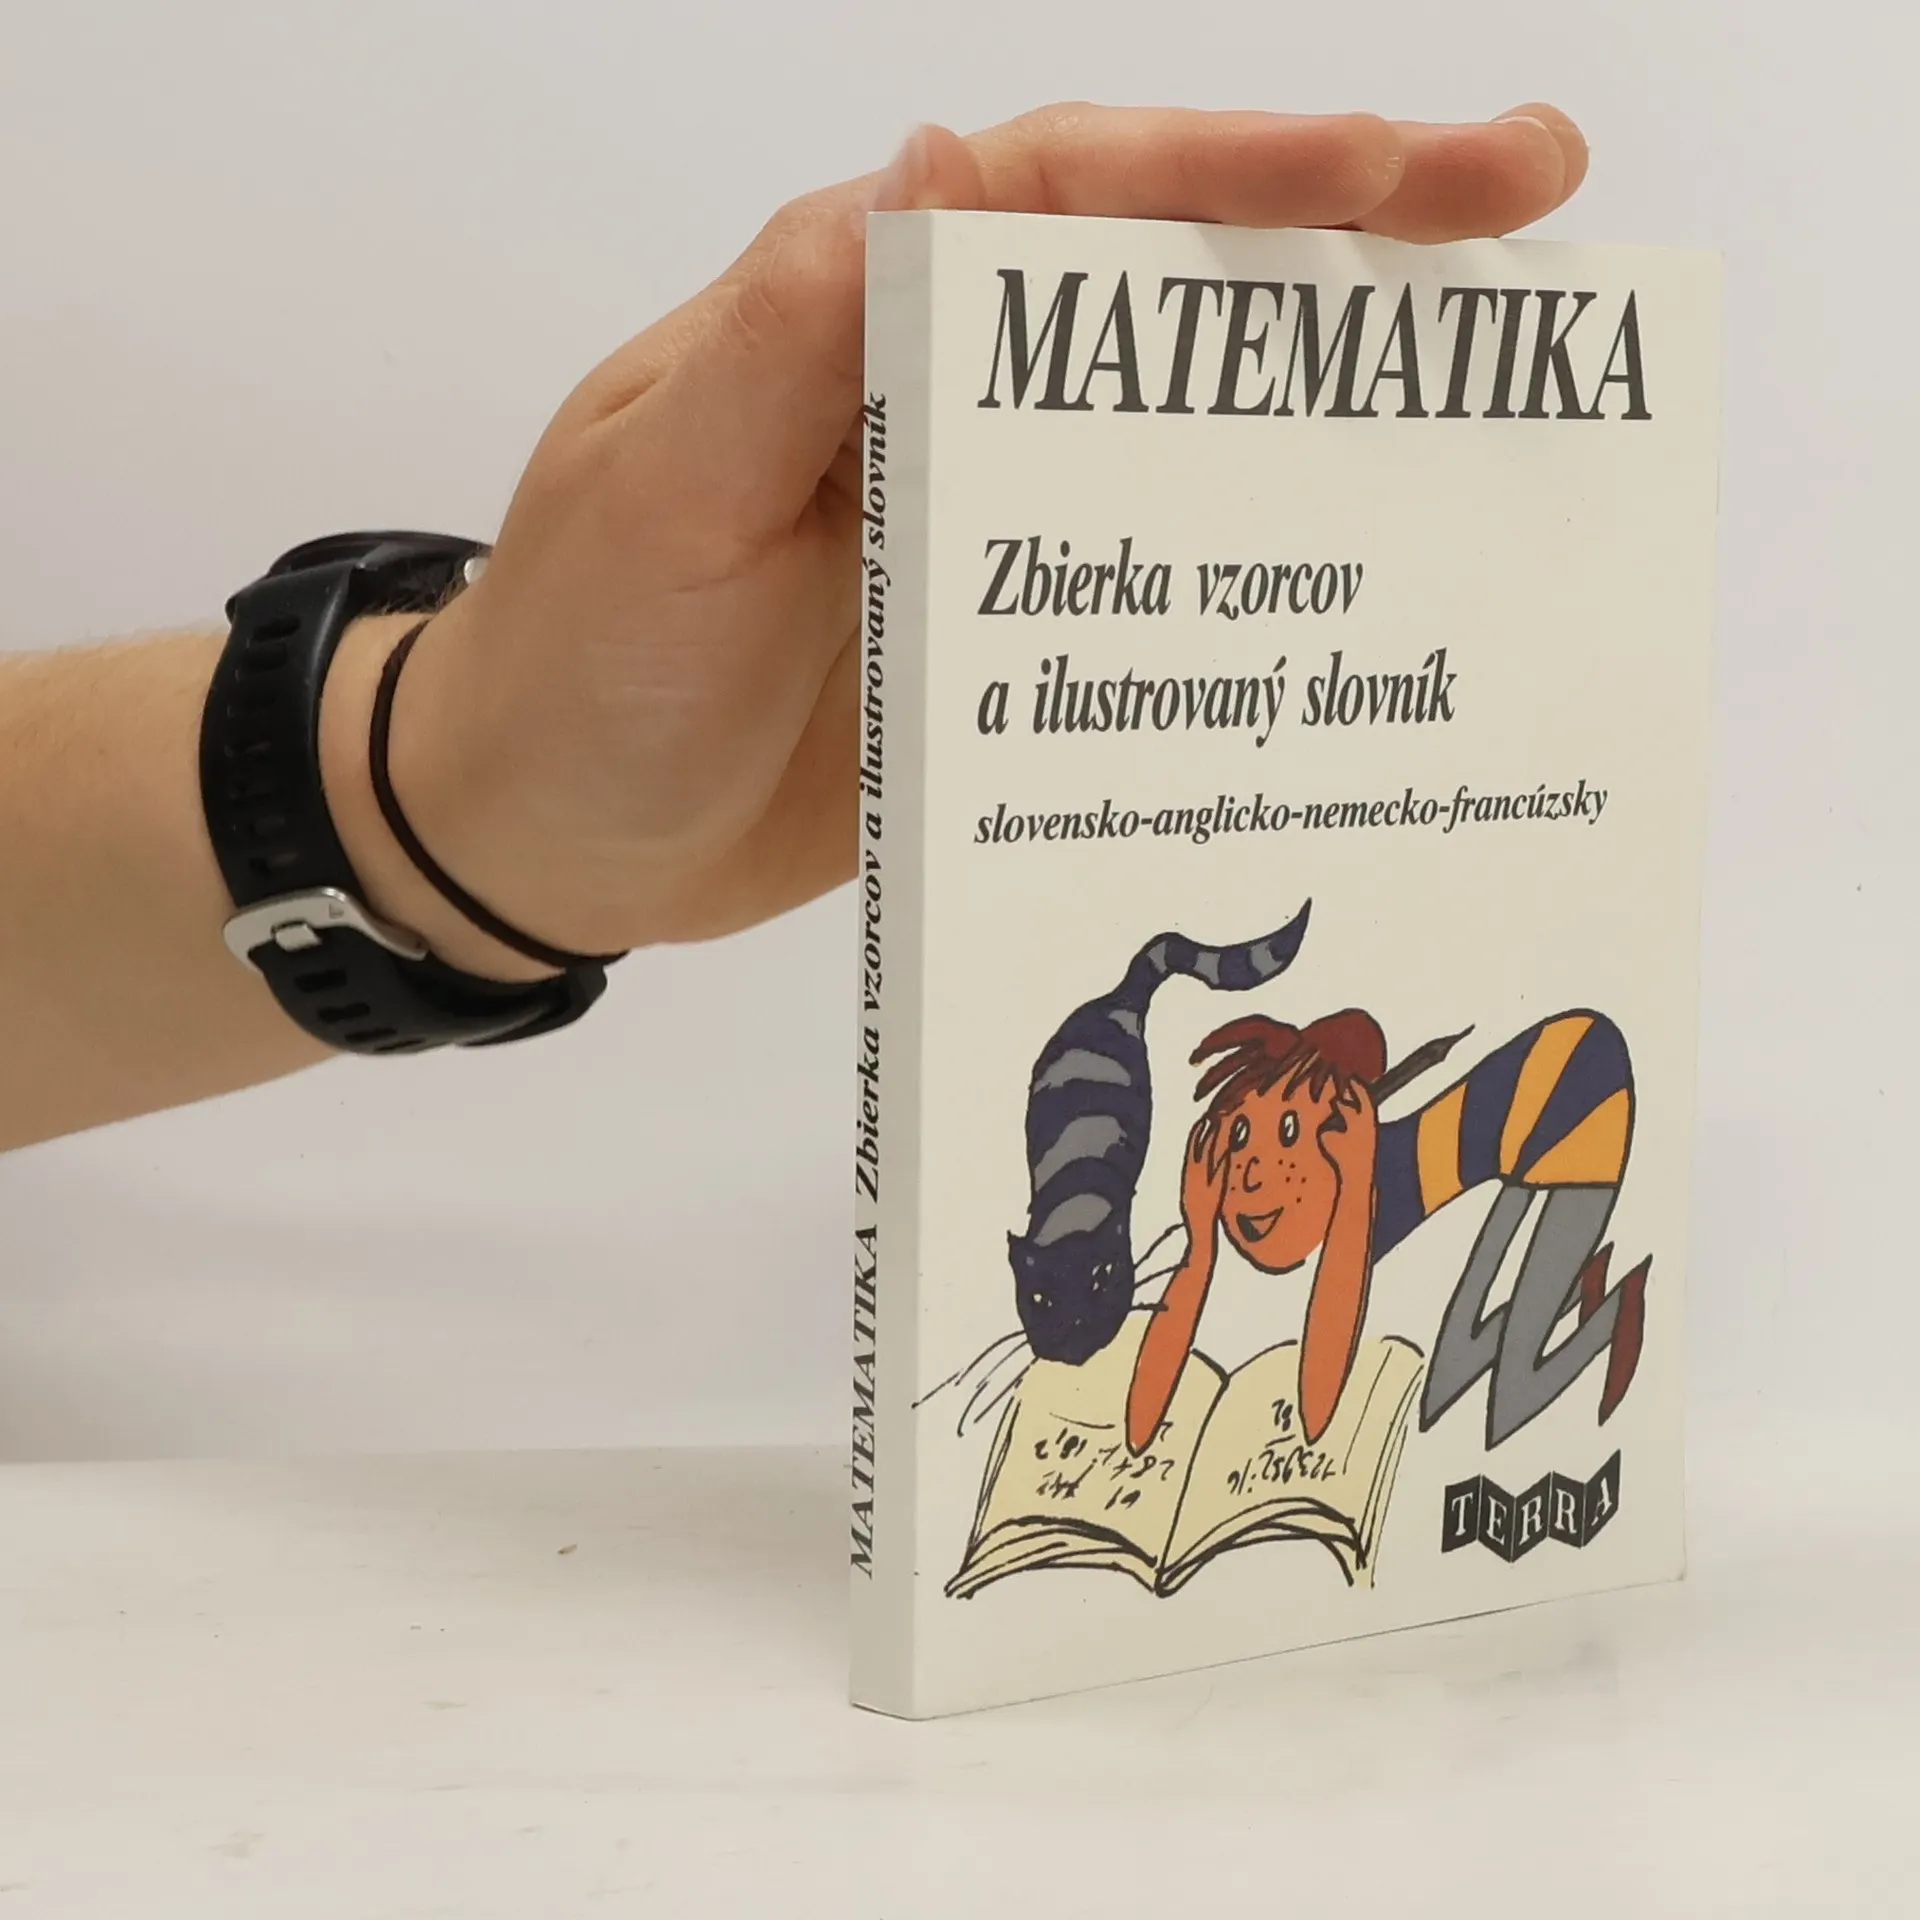 MATEMATIKA
Zbierka vzorcov
a ilustrovaný slovník
slovensko-anglicko-nemecko-francúzsky
TERRA
MATEMATIKA Zbierka vzorcov a ilustrovaný slovník